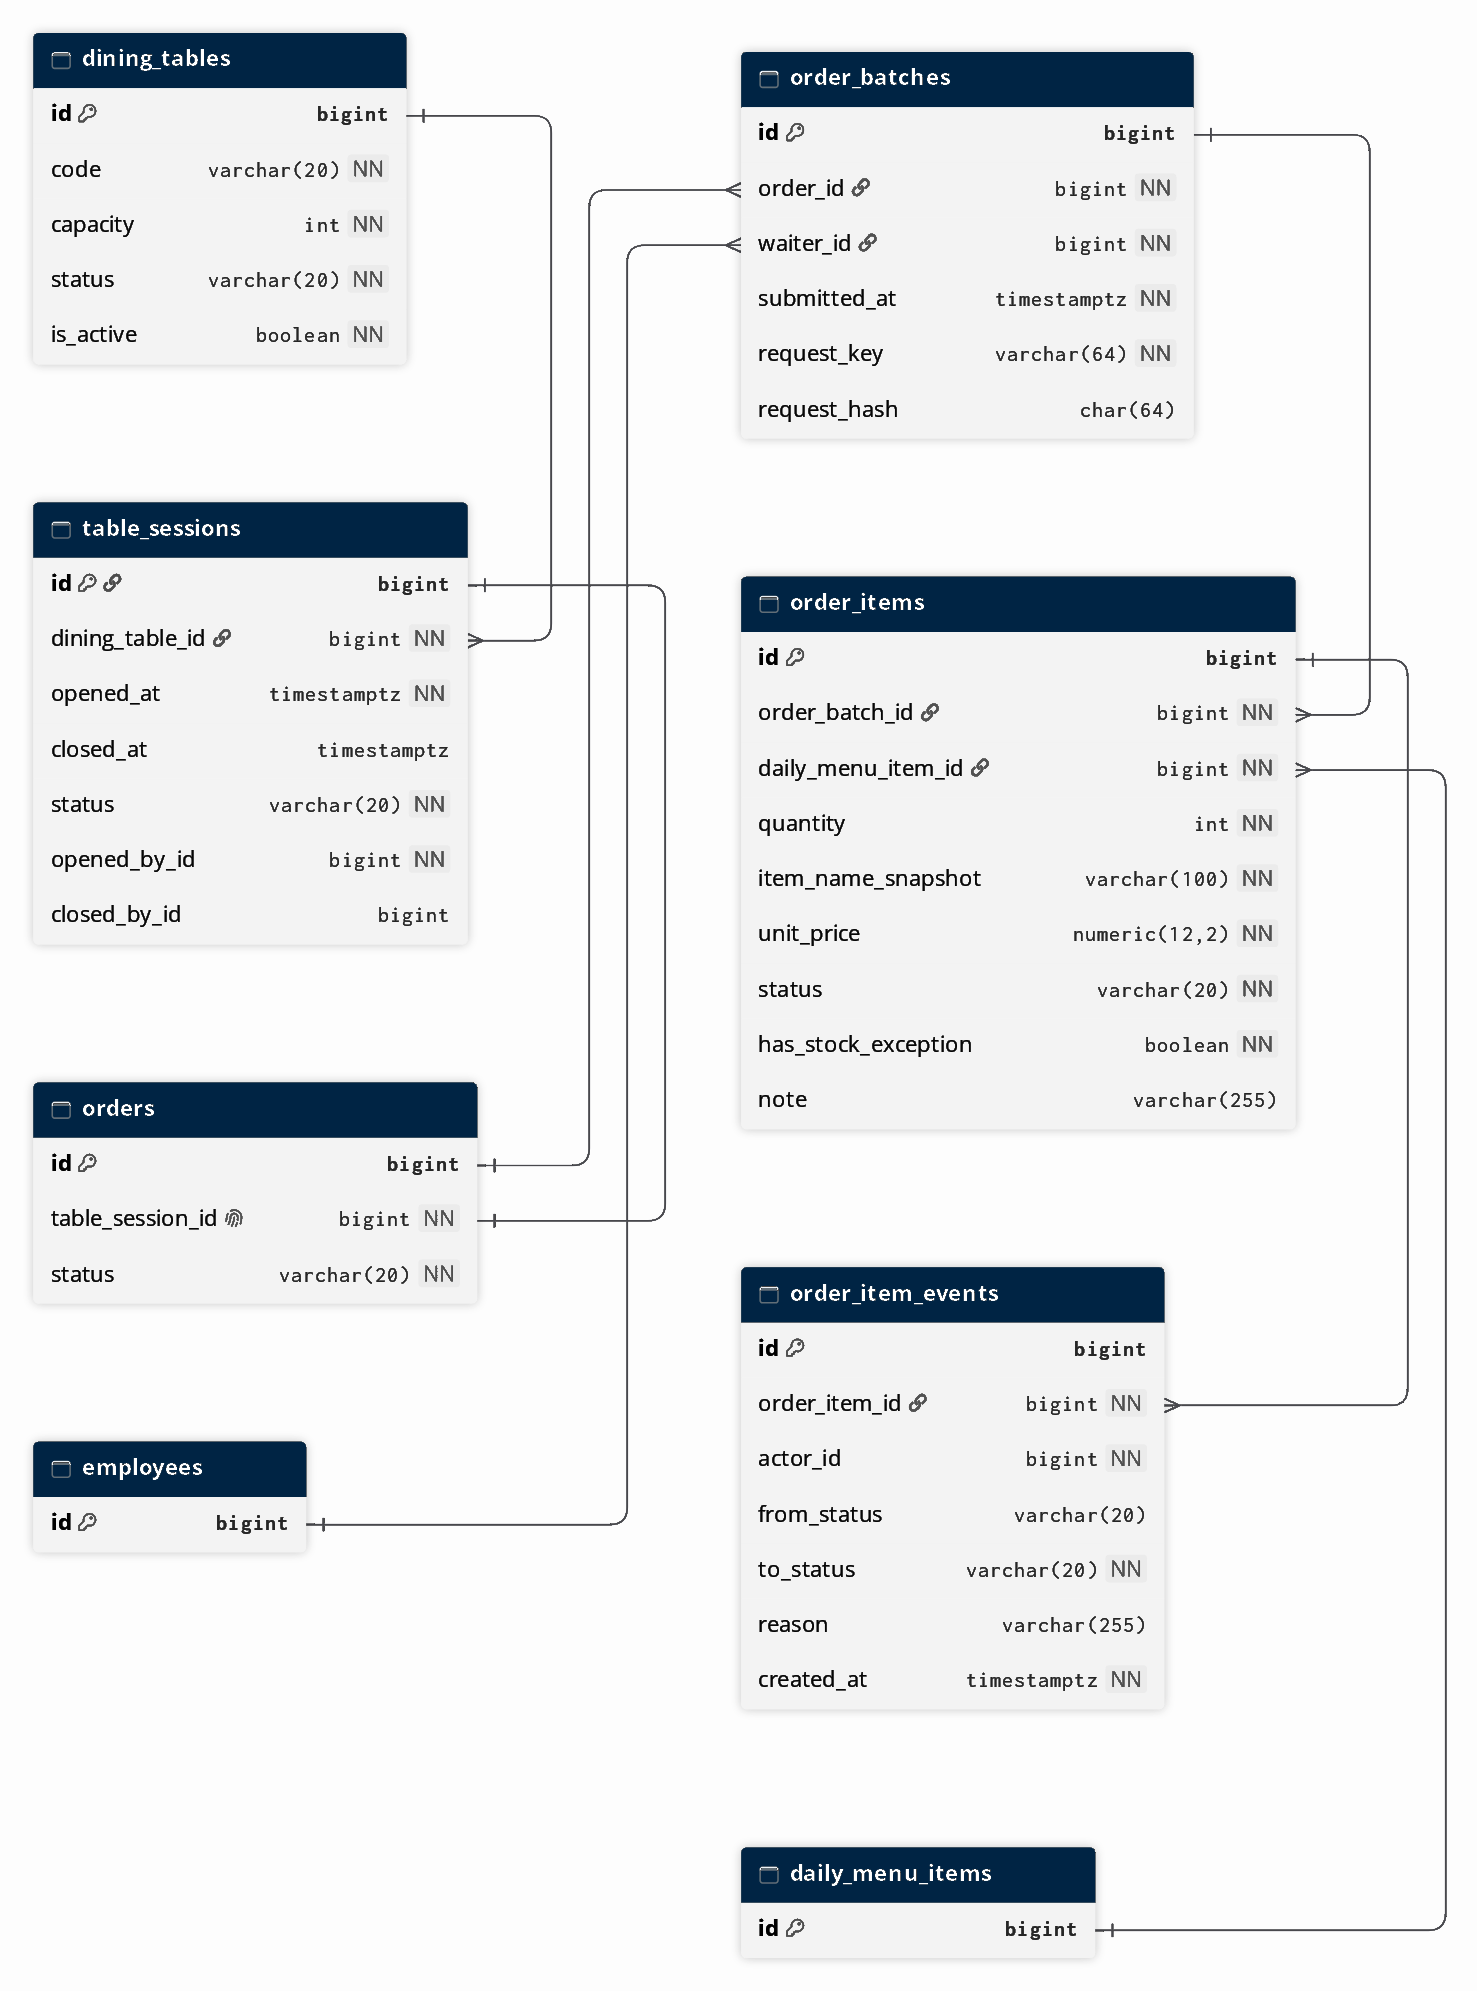 dining_tables
id bigint
code varchar(20) NN
capacity int NN
status varchar(20) NN
is_active boolean NN
table_sessions
id bigint
dining_table_id bigint NN
opened_at timestamptz NN
closed_at timestamptz
status varchar(20) NN
opened_by_id bigint NN
closed_by_id bigint
orders
id bigint
table_session_id bigint NN
status varchar(20) NN
employees
id bigint
order_batches
id bigint
order_id bigint NN
waiter_id bigint NN
submitted_at timestamptz NN
request_key varchar(64) NN
request_hash char(64)
order_items
id bigint
order_batch_id bigint NN
daily_menu_item_id bigint NN
quantity int NN
item_name_snapshot varchar(100) NN
unit_price numeric(12,2) NN
status varchar(20) NN
has_stock_exception boolean NN
note varchar(255)
order_item_events
id bigint
order_item_id bigint NN
actor_id bigint NN
from_status varchar(20)
to_status varchar(20) NN
reason varchar(255)
created_at timestamptz NN
daily_menu_items
id bigint